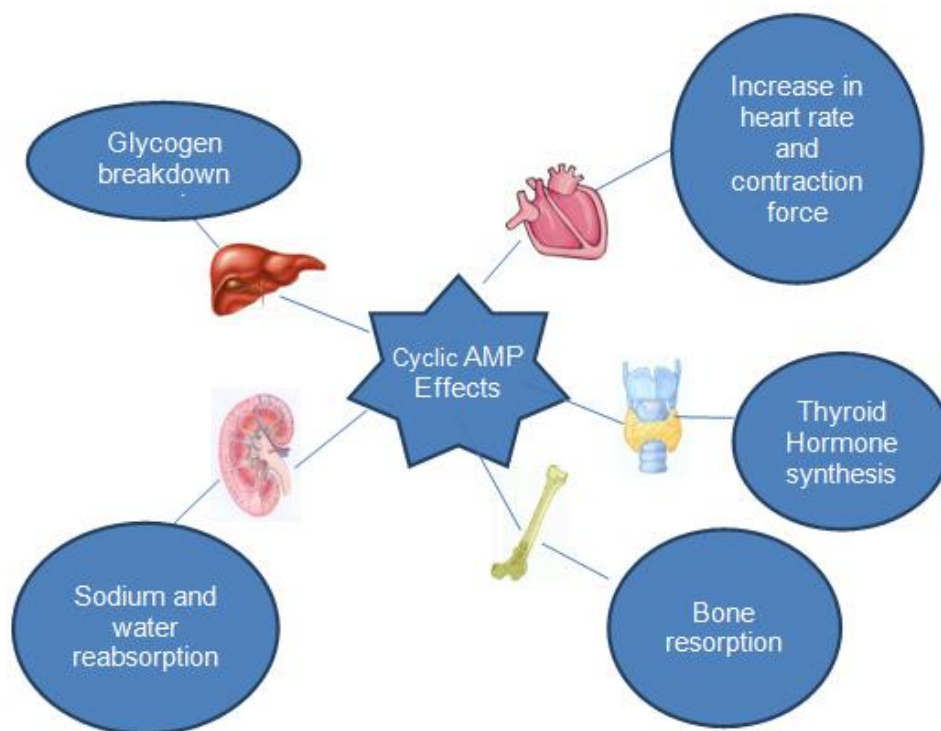 Increase in
heart rate
and
contraction
force
Glycogen
breakdown
.
Cyclic AMP
Effects
Thyroid
Hormone
synthesis
Sodium and
water
reabsorption
Bone
resorption